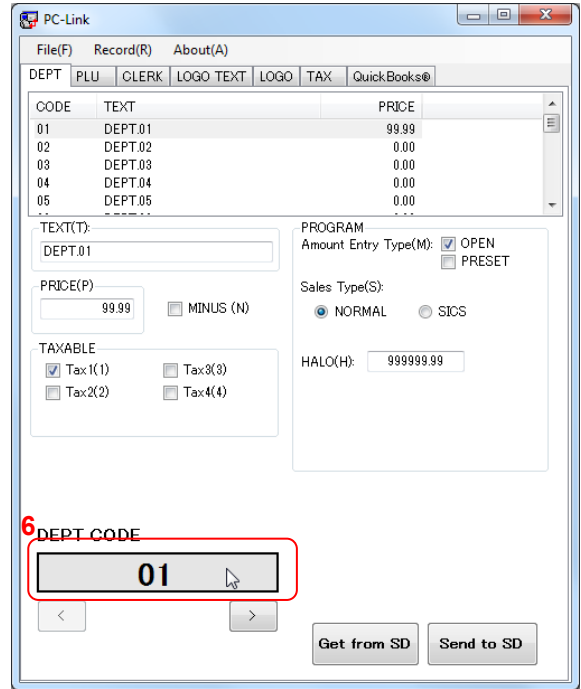 PC-Link
File(F) Record(R) About(A)
DEPT PLU CLERK LOGO TEXT LOGO TAX QuickBooks®
CODE TEXT PRICE
01 DEPT.01 99.99
02 DEPT.02 0.00
03 DEPT.03 0.00
04 DEPT.04 0.00
05 DEPT.05 0.00
TEXT(T):
DEPT.01
PRICE(P)
99.99 MINUS (N)
TAXABLE
Tax1(1) Tax3(3)
Tax2(2) Tax4(4)
PROGRAM
Amount Entry Type(M): OPEN
PRESET
Sales Type(S):
NORMAL SICS
HALO(H): 999999.99
6
DEPT CODE
01
< >
Get from SD Send to SD